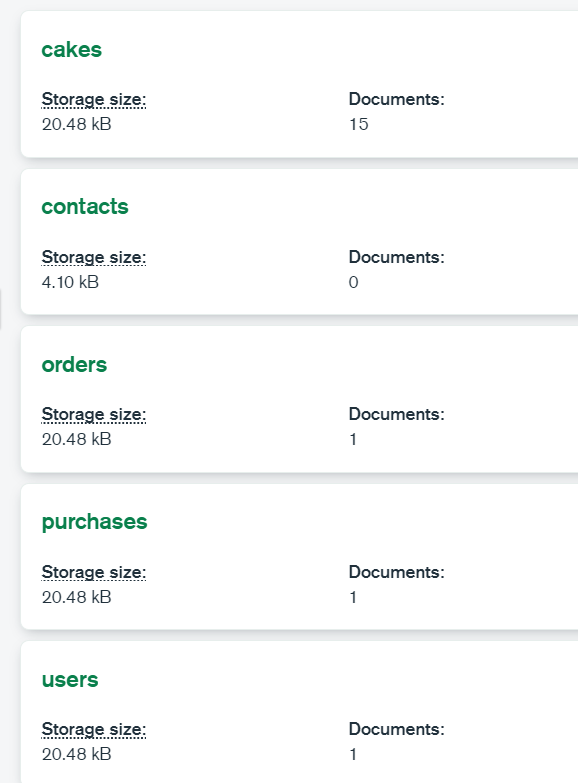 cakes
Storage size: Documents:
20.48 kB 15
contacts
Storage size: Documents:
4.10 kB 0
orders
Storage size: Documents:
20.48 kB 1
purchases
Storage size: Documents:
20.48 kB 1
users
Storage size: Documents:
20.48 kB 1